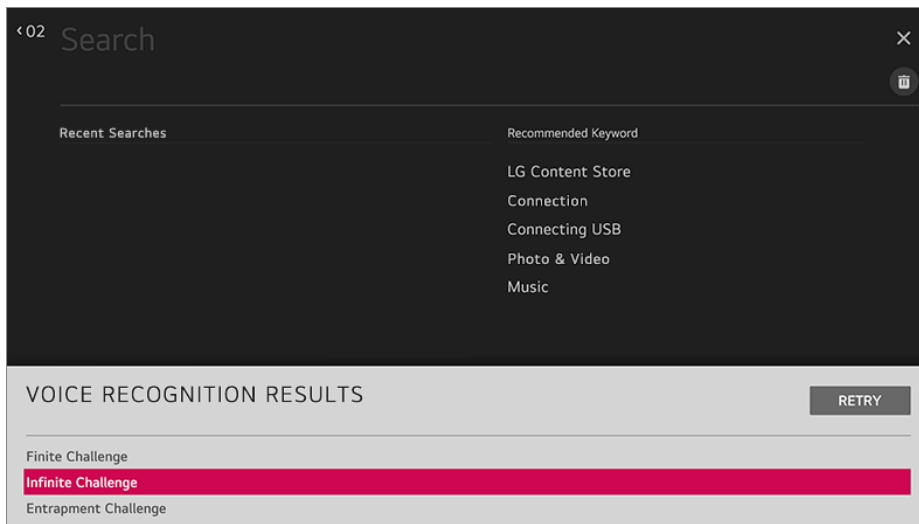 ‹02
Search
Recent Searches
Recommended Keyword
LG Content Store
Connection
Connecting USB
Photo & Video
Music
VOICE RECOGNITION RESULTS
RETRY
Finite Challenge
Infinite Challenge
Entrapment Challenge